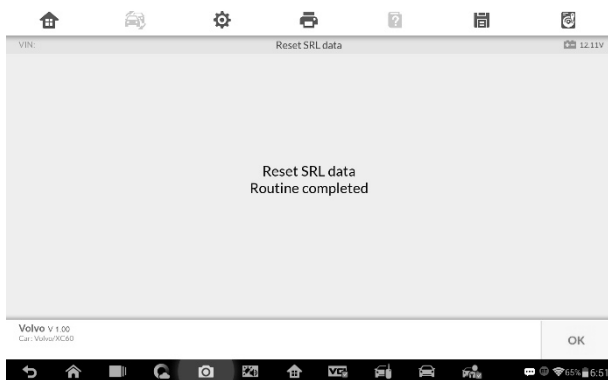 VIN:
Reset SRL data
12.11V
Reset SRL data
Routine completed
Volvo V 1.00
Car: Volvo/XC60
OK
65% 6:51